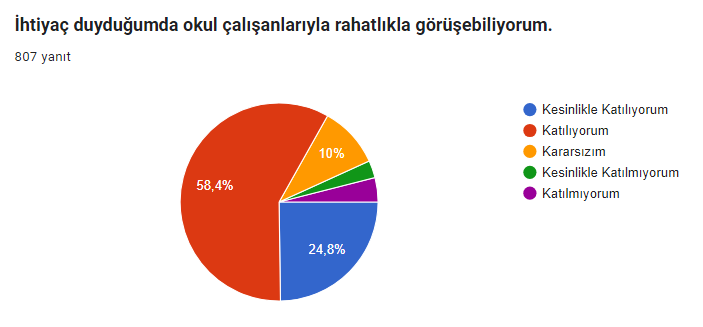 İhtiyaç duyduğumda okul çalışanlarıyla rahatlıkla görüşebiliyorum.
807 yanıt
Kesinlikle Katılıyorum
Katılıyorum
Kararsızım
Kesinlikle Katılmıyorum
Katılmıyorum
10%
58,4%
24,8%